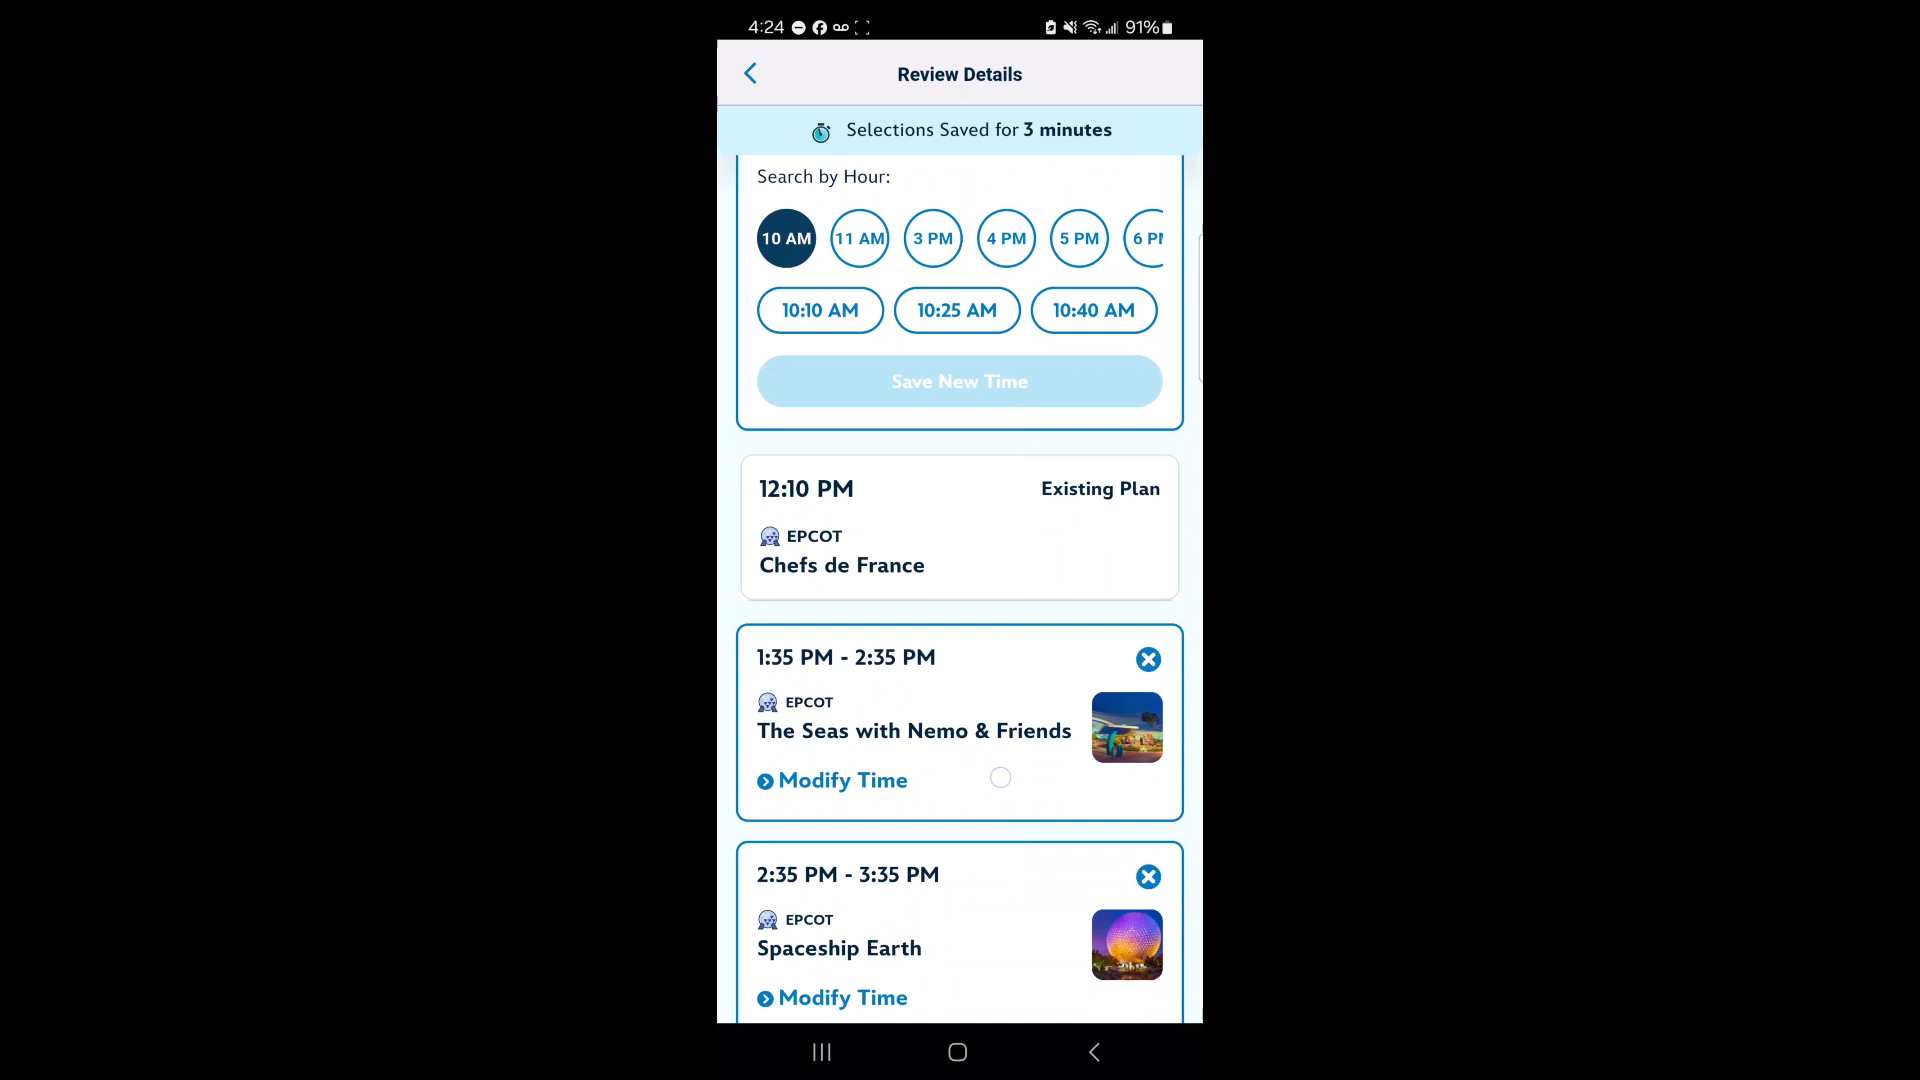 4:24
91%
Review Details
Selections Saved for 3 minutes
Search by Hour:
10 AM 11 AM 3 PM 4 PM 5 PM 6 PM
10:10 AM 10:25 AM 10:40 AM
Save New Time
12:10 PM Existing Plan
EPCOT
Chefs de France
1:35 PM - 2:35 PM
EPCOT
The Seas with Nemo & Friends
Modify Time
2:35 PM - 3:35 PM
EPCOT
Spaceship Earth
Modify Time